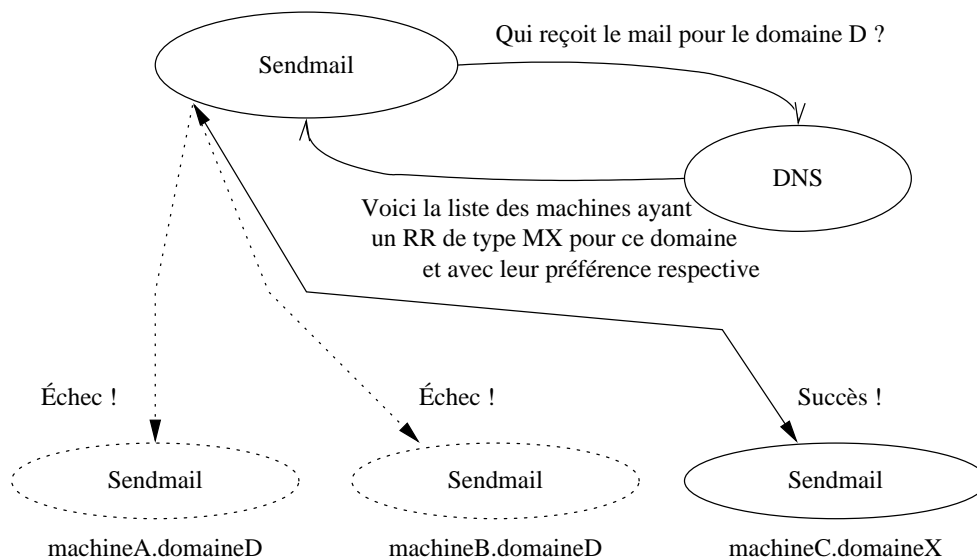 Qui reçoit le mail pour le domaine D ?
Sendmail
DNS
Voici la liste des machines ayant
un RR de type MX pour ce domaine
et avec leur préférence respective
Échec !
Échec !
Succès !
Sendmail
Sendmail
Sendmail
machineA.domaineD
machineB.domaineD
machineC.domaineX